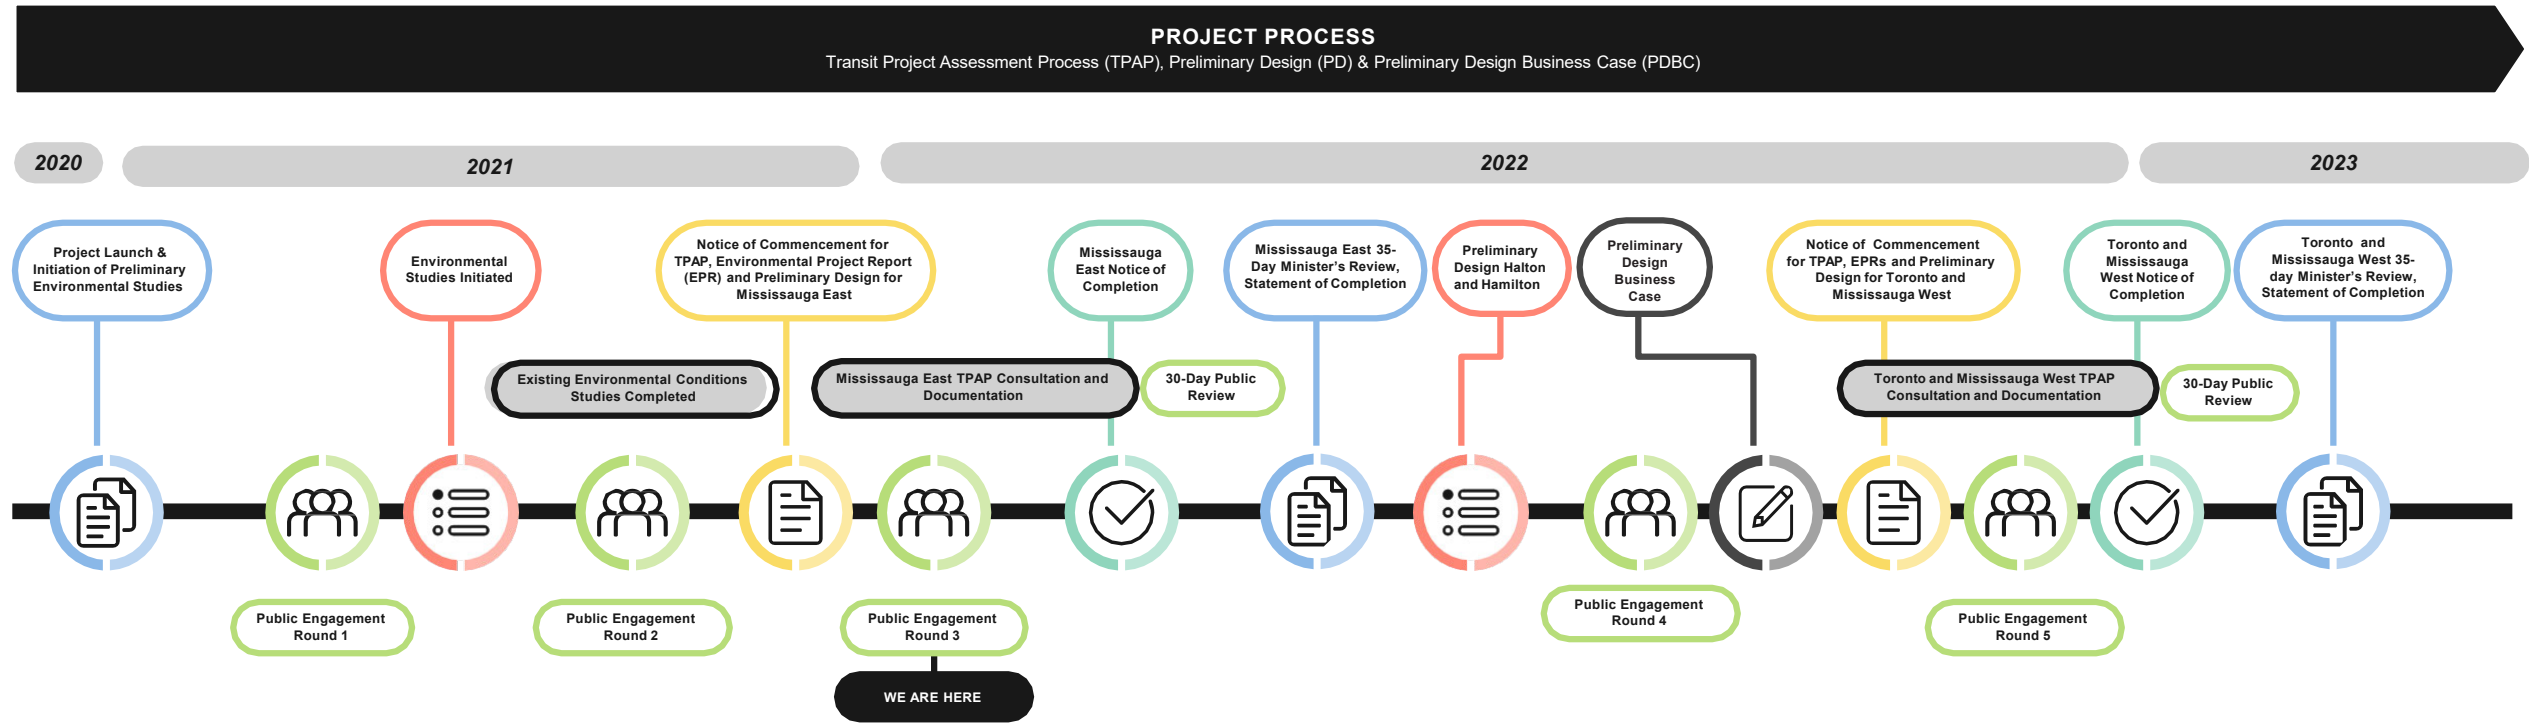 PROJECT PROCESS
Transit Project Assessment Process (TPAP), Preliminary Design (PD) & Preliminary Design Business Case (PDBC)
2020
2021
2022
2023
Project Launch &
Initiation of Preliminary
Environmental Studies
Environmental
Studies Initiated
Notice of Commencement for
TPAP, Environmental Project Report
(EPR) and Preliminary Design for
Mississauga East
Mississauga
East Notice of
Completion
Mississauga East 35-
Day Minister's Review,
Statement of Completion
Preliminary
Design Halton
and Hamilton
Preliminary
Design
Business
Case
Notice of Commencement
for TPAP, EPRs and Preliminary
Design for Toronto and
Mississauga West
Toronto and
Mississauga
West Notice of
Completion
Toronto and
Mississauga West 35-
day Minister's Review,
Statement of Completion
Existing Environmental Conditions
Studies Completed
Mississauga East TPAP Consultation and
Documentation
30-Day Public
Review
Toronto and Mississauga West TPAP
Consultation and Documentation
30-Day Public
Review
Public Engagement
Round 1
Public Engagement
Round 2
Public Engagement
Round 3
Public Engagement
Round 4
Public Engagement
Round 5
WE ARE HERE